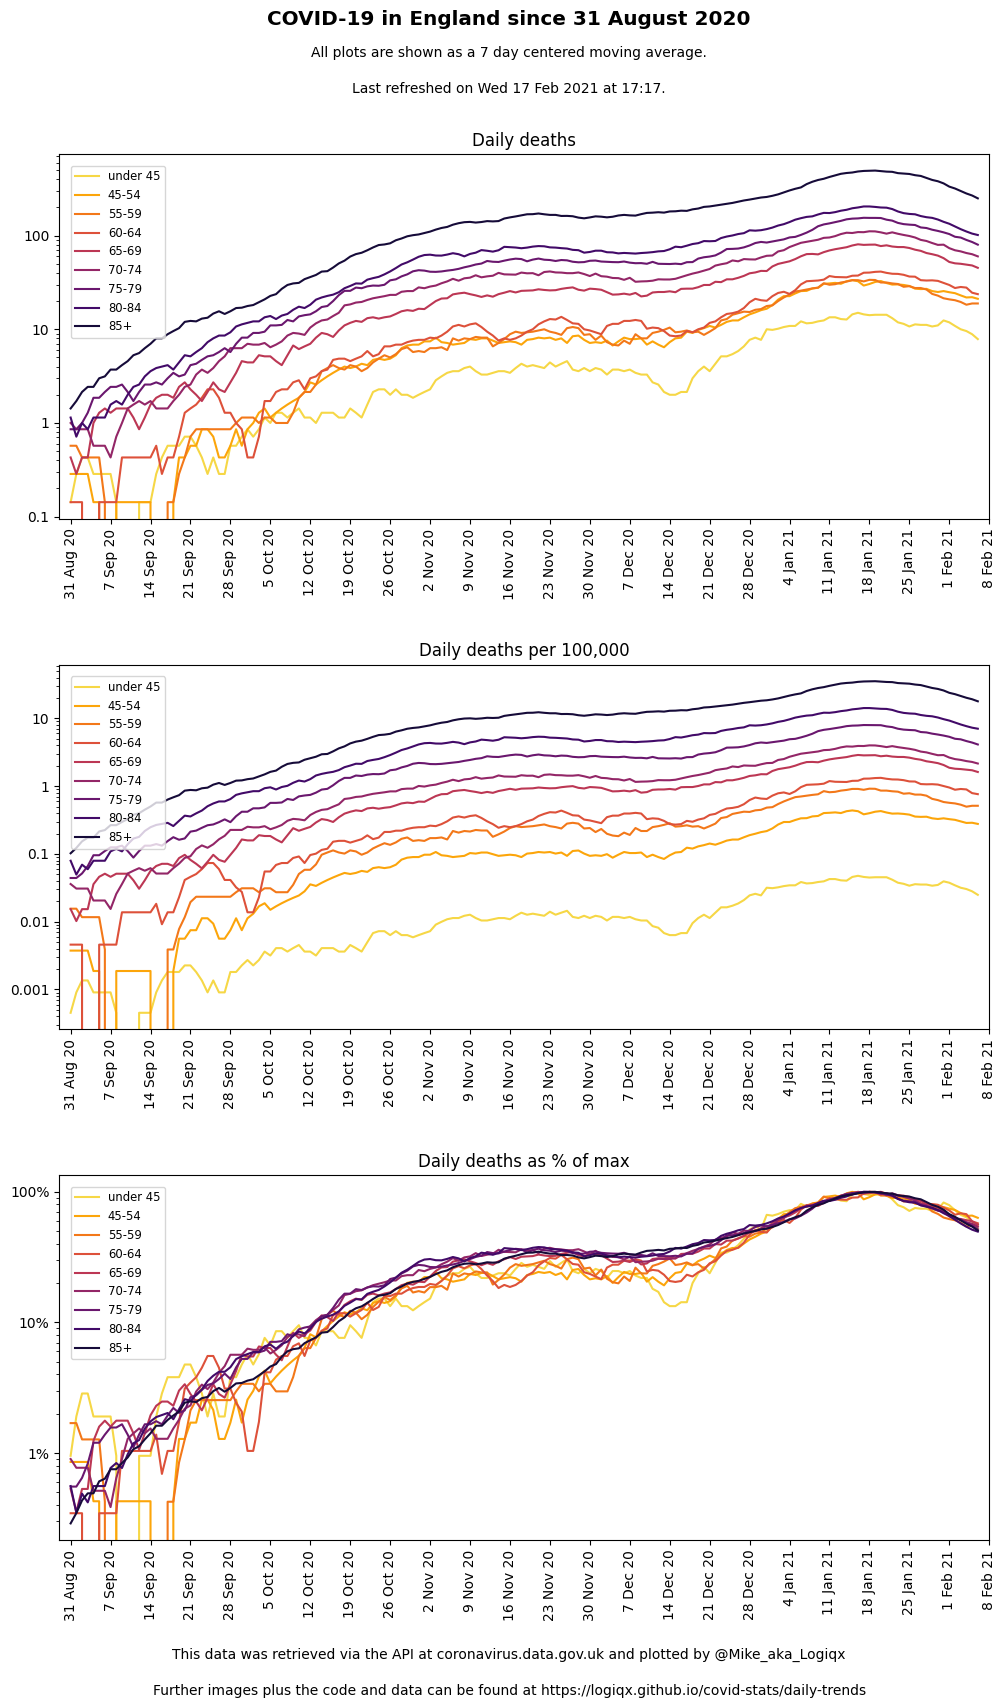 COVID-19 in England since 31 August 2020
All plots are shown as a 7 day centered moving average.
Last refreshed on Wed 17 Feb 2021 at 17:17.
Daily deaths
under 45
45-54
55-59
60-64
65-69
70-74
75-79
80-84
85+
100
10
1
0.1
31 Aug 20
7 Sep 20
14 Sep 20
21 Sep 20
28 Sep 20
5 Oct 20
12 Oct 20
19 Oct 20
26 Oct 20
2 Nov 20
9 Nov 20
16 Nov 20
23 Nov 20
30 Nov 20
7 Dec 20
14 Dec 20
21 Dec 20
28 Dec 20
4 Jan 21
11 Jan 21
18 Jan 21
25 Jan 21
1 Feb 21
8 Feb 21
Daily deaths per 100,000
under 45
45-54
55-59
60-64
65-69
70-74
75-79
80-84
85+
10
1
0.1
0.01
0.001
31 Aug 20
7 Sep 20
14 Sep 20
21 Sep 20
28 Sep 20
5 Oct 20
12 Oct 20
19 Oct 20
26 Oct 20
2 Nov 20
9 Nov 20
16 Nov 20
23 Nov 20
30 Nov 20
7 Dec 20
14 Dec 20
21 Dec 20
28 Dec 20
4 Jan 21
11 Jan 21
18 Jan 21
25 Jan 21
1 Feb 21
8 Feb 21
Daily deaths as % of max
under 45
45-54
55-59
60-64
65-69
70-74
75-79
80-84
85+
100%
10%
1%
31 Aug 20
7 Sep 20
14 Sep 20
21 Sep 20
28 Sep 20
5 Oct 20
12 Oct 20
19 Oct 20
26 Oct 20
2 Nov 20
9 Nov 20
16 Nov 20
23 Nov 20
30 Nov 20
7 Dec 20
14 Dec 20
21 Dec 20
28 Dec 20
4 Jan 21
11 Jan 21
18 Jan 21
25 Jan 21
1 Feb 21
8 Feb 21
This data was retrieved via the API at coronavirus.data.gov.uk and plotted by @Mike_aka_Logiqx
Further images plus the code and data can be found at https://logiqx.github.io/covid-stats/daily-trends